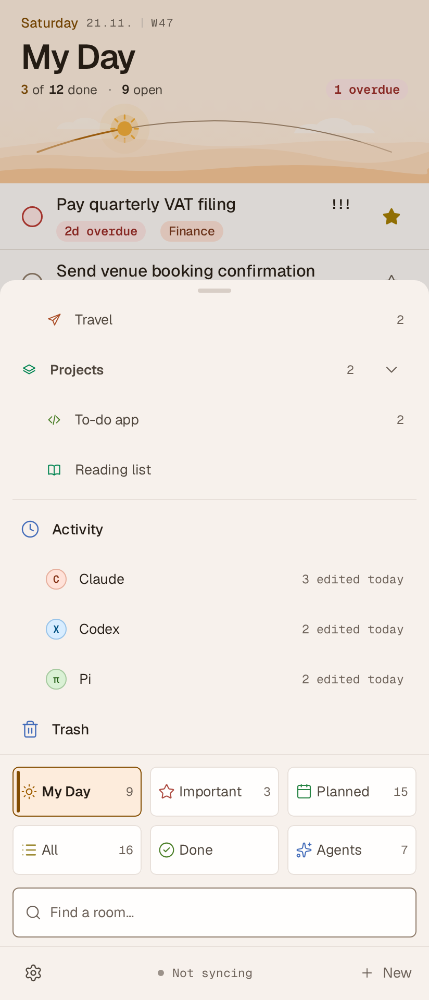 Saturday 21.11. | W47
My Day
3 of 12 done · 9 open
1 overdue
Pay quarterly VAT filing !!!
2d overdue Finance
Send venue booking confirmation
Travel 2
Projects 2
To-do app 2
Reading list
Activity
C Claude 3 edited today
X Codex 2 edited today
π Pi 2 edited today
Trash
My Day 9 Important 3 Planned 15
All 16 Done Agents 7
Find a room…
Not syncing + New